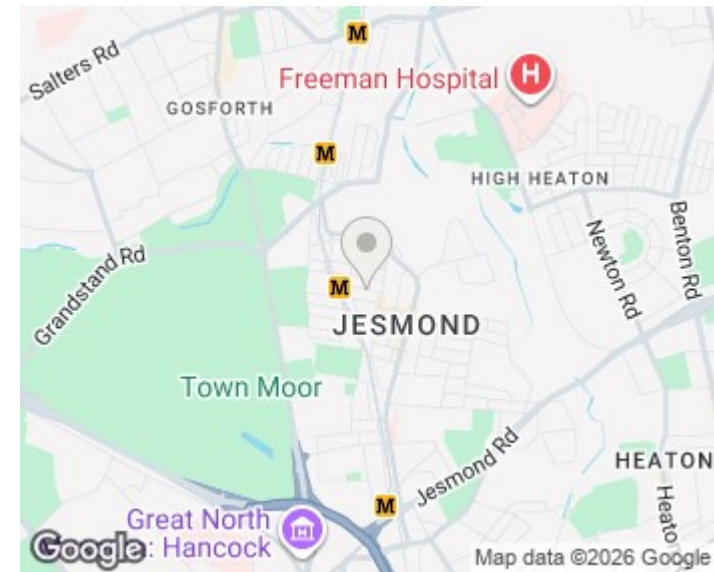 M
Salters Rd
Freeman Hospital H
GOSFORTH
M
HIGH HEATON
Benton Rd
Newton Rd
Grandstand Rd
M
JESMOND
Town Moor
Jesmond Rd
HEATON
M
Great North
: Hancock
Heato
Google
Map data ©2026 Google